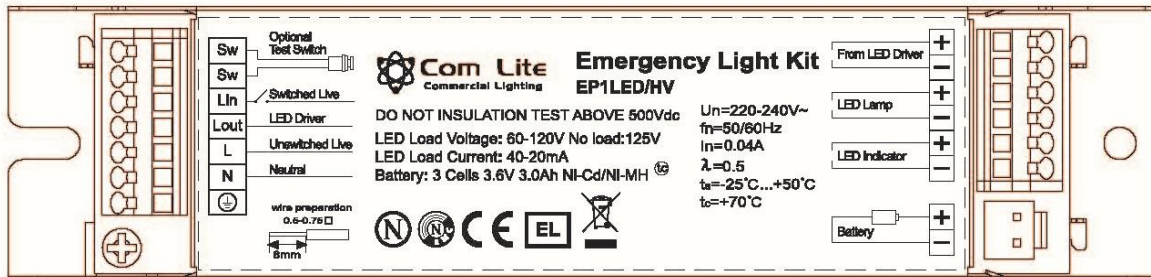 Sw
Sw
Lin
Lout
L
N
Optional
Test Switch
Switched Live
LED Driver
Unswitched Live
Neutral
wire preparation
0.5-0.75□
8mm
Com Lite
Commercial Lighting
Emergency Light Kit
EP1LED/HV
DO NOT INSULATION TEST ABOVE 500Vdc
LED Load Voltage: 60-120V No load:125V
LED Load Current: 40-20mA
Battery: 3 Cells 3.6V 3.0Ah Ni-Cd/Ni-MH tc
N
N
CE
EL
Un=220-240V~
fn=50/60Hz
In=0.04A
λ=0.5
ta=-25°C...+50°C
tc=+70°C
From LED Driver + −
LED Lamp + −
LED Indicator + −
Battery + −